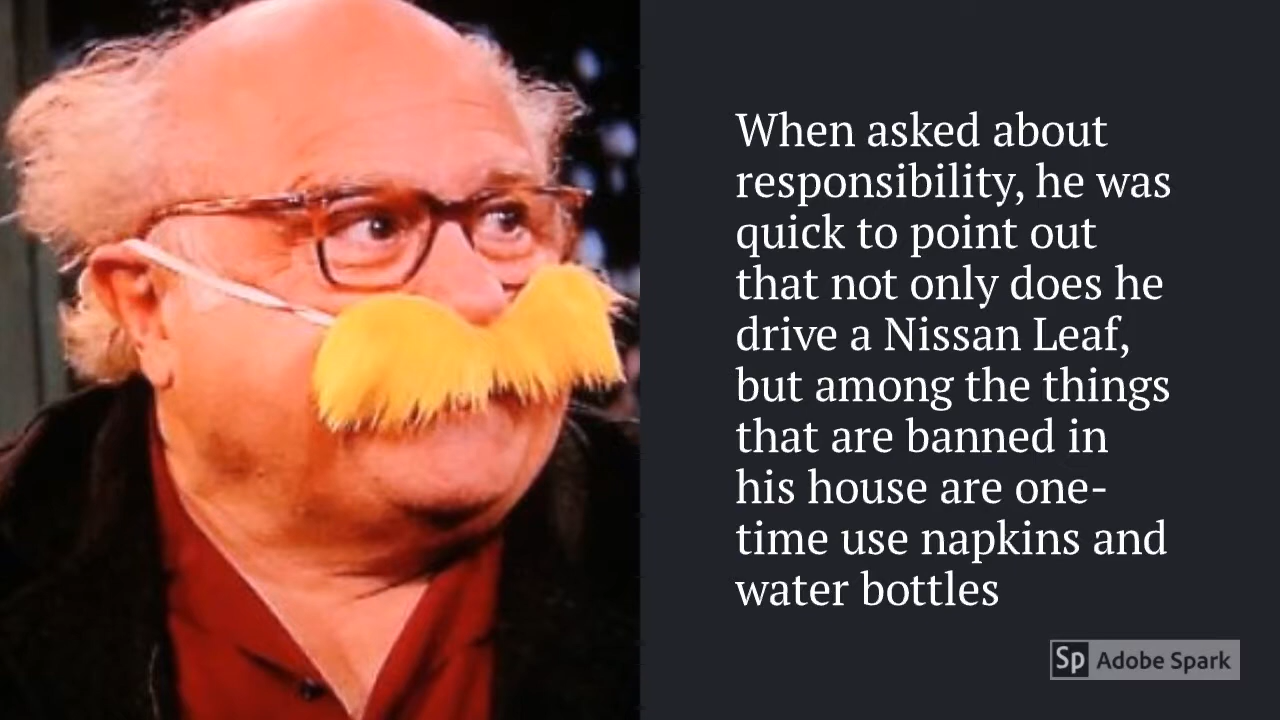 When asked about
responsibility, he was
quick to point out
that not only does he
drive a Nissan Leaf,
but among the things
that are banned in
his house are one-
time use napkins and
water bottles
Sp Adobe Spark